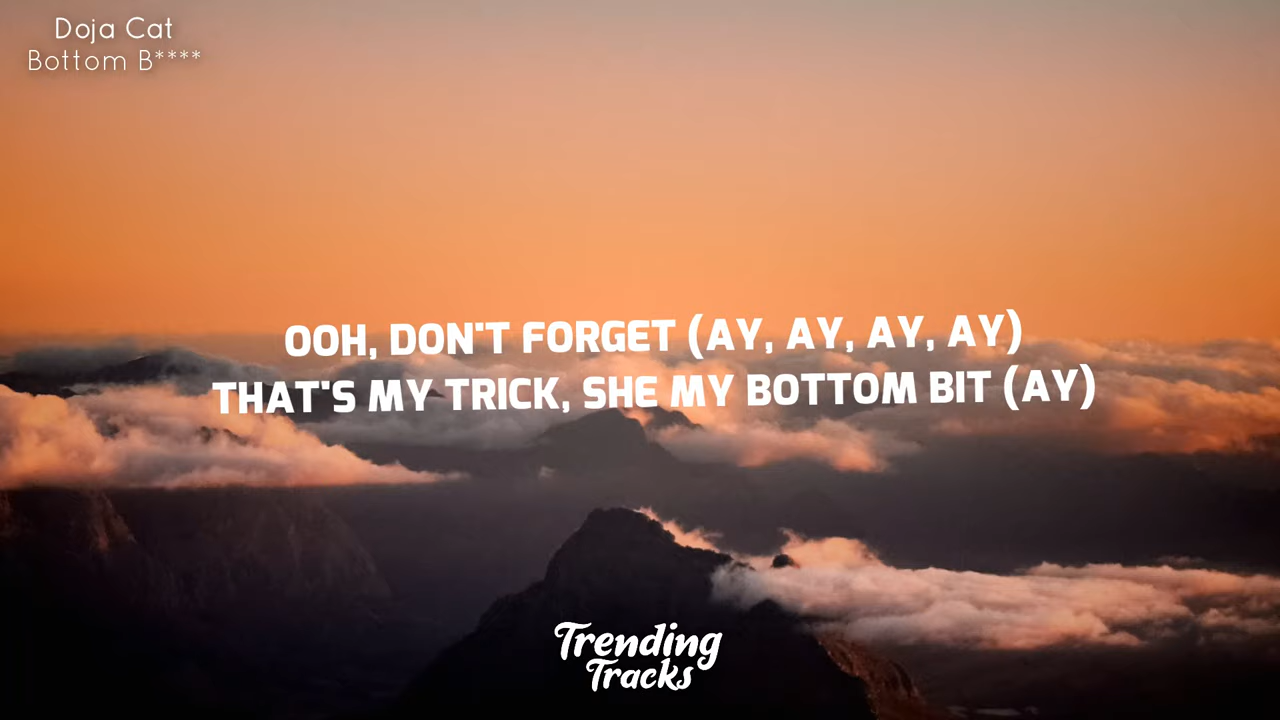 Doja Cat
Bottom B****
OOH, DON'T FORGET (AY, AY, AY, AY)
THAT'S MY TRICK, SHE MY BOTTOM BIT (AY)
Trending
Tracks